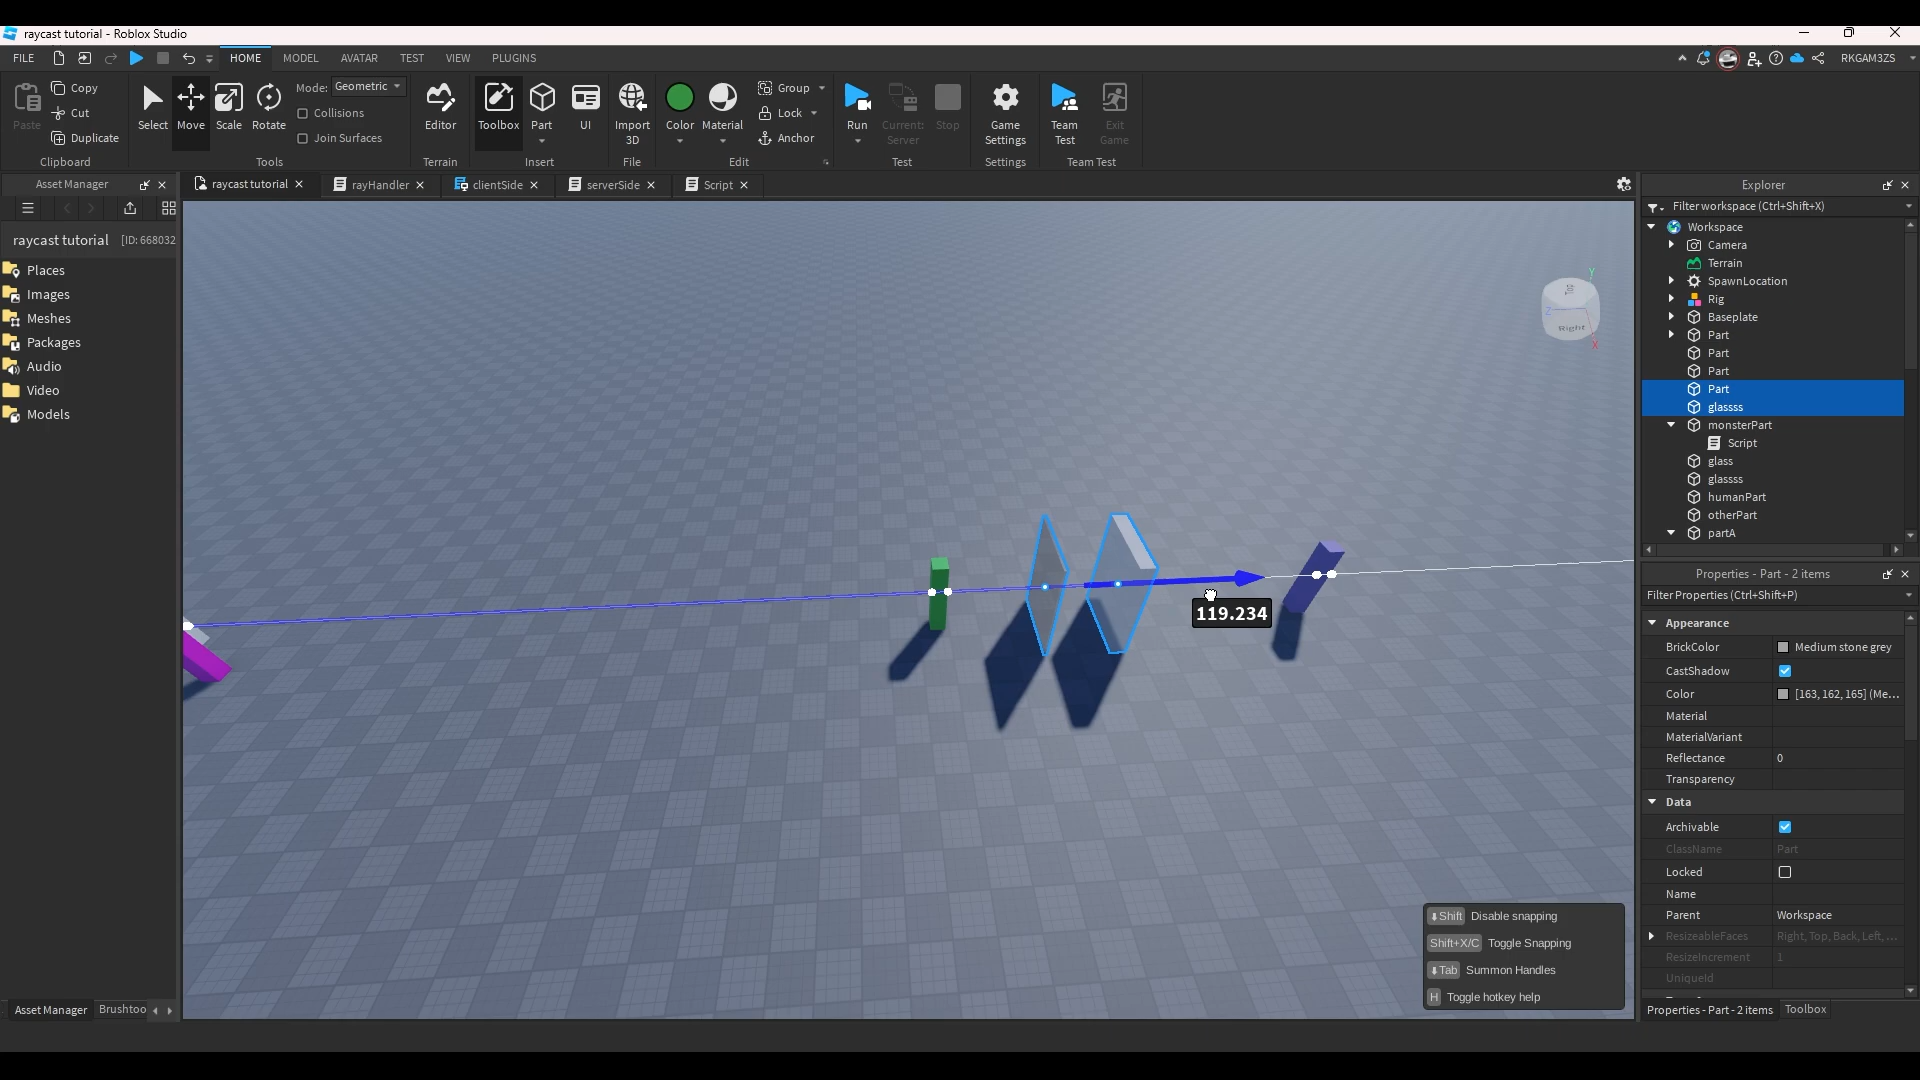 raycast tutorial - Roblox Studio
FILE HOME MODEL AVATAR TEST VIEW PLUGINS RKGAM3ZS
Paste Copy Cut Duplicate Clipboard
Select Move Scale Rotate Mode: Geometric Collisions Join Surfaces Tools
Editor Terrain
Toolbox Part UI Insert
Import 3D File
Color Material Group Lock Anchor Edit
Run Current: Server Stop Test
Game Settings Settings
Team Test Exit Game Team Test
Asset Manager
raycast tutorial rayHandler clientSide serverSide Script
raycast tutorial [ID: 668032
Places
Images
Meshes
Packages
Audio
Video
Models
Asset Manager Brushtoo
Y
Z
Right
X
119.234
Shift Disable snapping
Shift+X/C Toggle Snapping
Tab Summon Handles
H Toggle hotkey help
Explorer
Filter workspace (Ctrl+Shift+X)
Workspace
Camera
Terrain
SpawnLocation
Rig
Baseplate
Part
Part
Part
Part
glassss
monsterPart
Script
glass
glassss
humanPart
otherPart
partA
Properties - Part - 2 items
Filter Properties (Ctrl+Shift+P)
Appearance
BrickColor Medium stone grey
CastShadow
Color [163, 162, 165] (Me...
Material
MaterialVariant
Reflectance 0
Transparency
Data
Archivable
ClassName Part
Locked
Name
Parent Workspace
ResizeableFaces Right, Top, Back, Left, ...
ResizeIncrement 1
UniqueId
Properties - Part - 2 items Toolbox